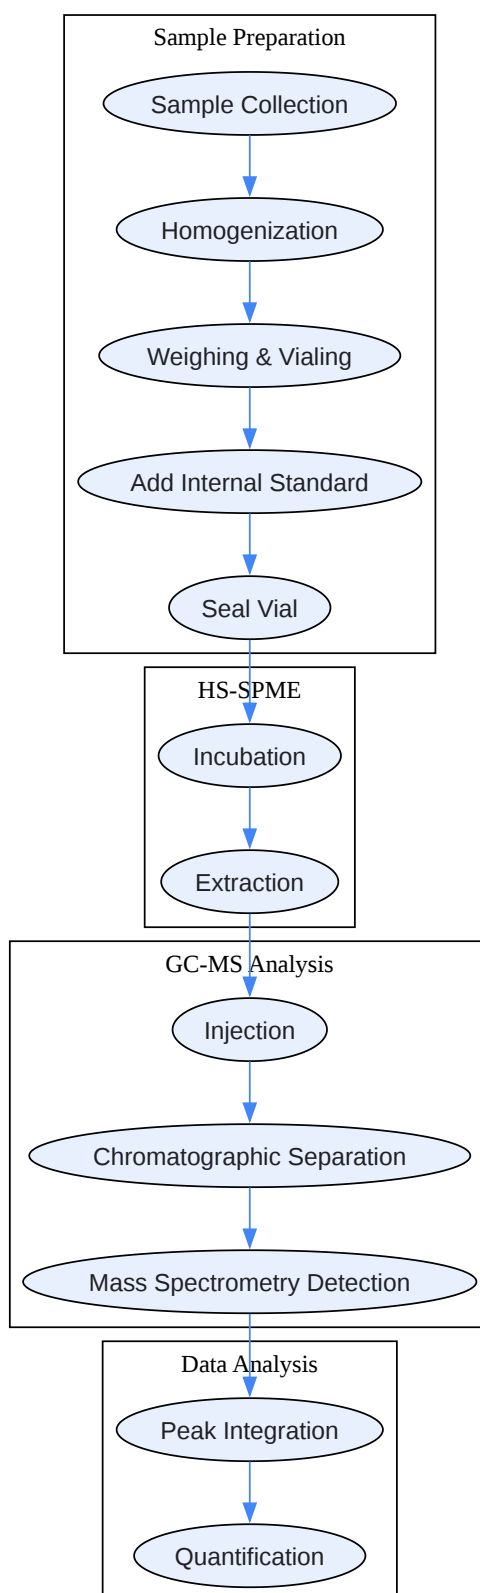 Sample Preparation
Sample Collection
Homogenization
Weighing & Vialing
Add Internal Standard
Seal Vial
HS-SPME
Incubation
Extraction
GC-MS Analysis
Injection
Chromatographic Separation
Mass Spectrometry Detection
Data Analysis
Peak Integration
Quantification